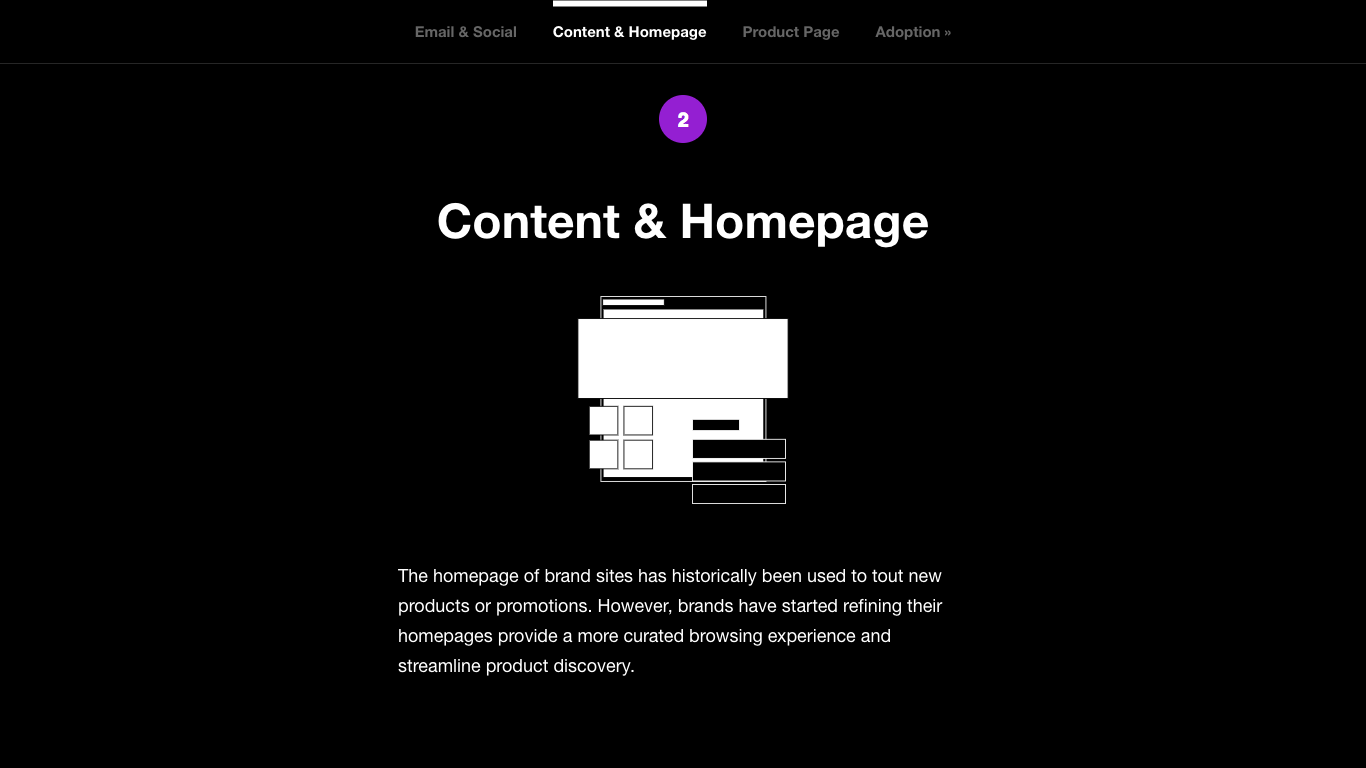 Email & Social
Content & Homepage
Product Page
Adoption »
2
Content & Homepage
The homepage of brand sites has historically been used to tout new
products or promotions. However, brands have started refining their
homepages provide a more curated browsing experience and
streamline product discovery.